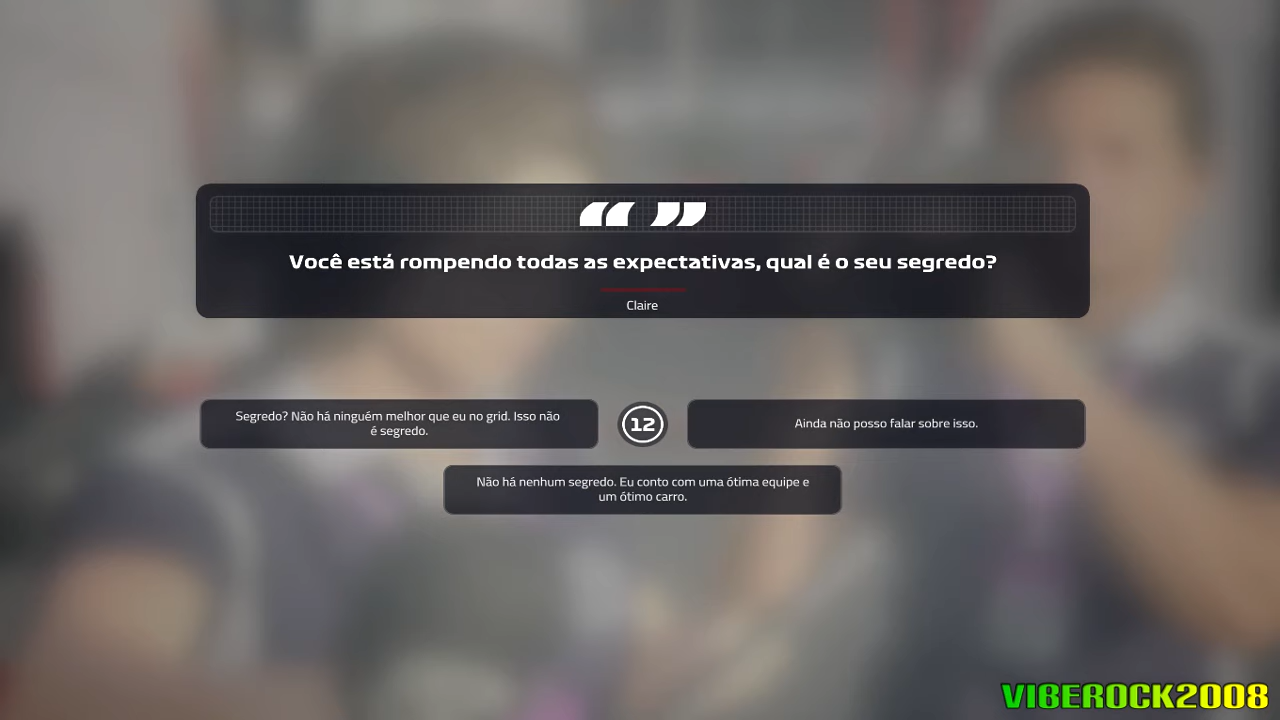 Você está rompendo todas as expectativas, qual é o seu segredo?
Claire
Segredo? Não há ninguém melhor que eu no grid. Isso não
é segredo.
12
Ainda não posso falar sobre isso.
Não há nenhum segredo. Eu conto com uma ótima equipe e
um ótimo carro.
VIBEROCK2008